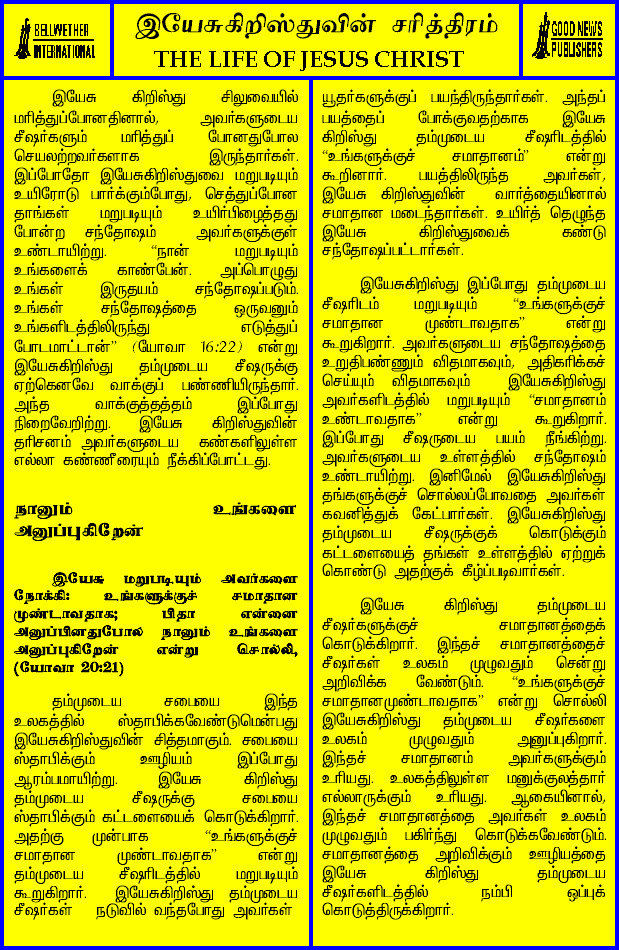 BELLWETHER
INTERNATIONAL
இயேசுகிறிஸ்துவின் சரித்திரம்
THE LIFE OF JESUS CHRIST
GOOD NEWS
PUBLISHERS
இயேசு கிறிஸ்து சிலுவையில்
மரித்துப்போனதினால், அவர்களுடைய
சீஷர்களும் மரித்துப் போனதுபோல
செயலற்றவர்களாக இருந்தார்கள்.
இப்போதோ இயேசுகிறிஸ்துவை மறுபடியும்
உயிரோடு பார்க்கும்போது, செத்துப்போன
தாங்கள் மறுபடியும் உயிர்பிழைத்தது
போன்ற சந்தோஷம் அவர்களுக்குள்
உண்டாயிற்று. “நான் மறுபடியும்
உங்களைக் காண்பேன். அப்பொழுது
உங்கள் இருதயம் சந்தோஷப்படும்.
உங்கள் சந்தோஷத்தை ஒருவனும்
உங்களிடத்திலிருந்து எடுத்துப்
போடமாட்டான்” (யோவா 16:22) என்று
இயேசுகிறிஸ்து தம்முடைய சீஷருக்கு
ஏற்கெனவே வாக்குப் பண்ணியிருந்தார்.
அந்த வாக்குத்தத்தம் இப்போது
நிறைவேறிற்று. இயேசு கிறிஸ்துவின்
தரிசனம் அவர்களுடைய கண்களிலுள்ள
எல்லா கண்ணீரையும் நீக்கிப்போட்டது.
நானும் உங்களை
அனுப்புகிறேன்
இயேசு மறுபடியும் அவர்களை
நோக்கி: உங்களுக்குச் சமாதான
முண்டாவதாக; பிதா என்னை
அனுப்பினதுபோல நானும் உங்களை
அனுப்புகிறேன் என்று சொல்லி,
(யோவா 20:21)
தம்முடைய சபையை இந்த
உலகத்தில் ஸ்தாபிக்கவேண்டுமென்பது
இயேசுகிறிஸ்துவின் சித்தமாகும். சபையை
ஸ்தாபிக்கும் ஊழியம் இப்போது
ஆரம்பமாயிற்று. இயேசு கிறிஸ்து
தம்முடைய சீஷருக்கு சபையை
ஸ்தாபிக்கும் கட்டளையைக் கொடுக்கிறார்.
அதற்கு முன்பாக “உங்களுக்குச்
சமாதான முண்டாவதாக” என்று
தம்முடைய சீஷரிடத்தில் மறுபடியும்
கூறுகிறார். இயேசுகிறிஸ்து தம்முடைய
சீஷர்கள் நடுவில் வந்தபோது அவர்கள்
யூதர்களுக்குப் பயந்திருந்தார்கள். அந்தப்
பயத்தைப் போக்குவதற்காக இயேசு
கிறிஸ்து தம்முடைய சீஷரிடத்தில்
“உங்களுக்குச் சமாதானம்” என்று
கூறினார். பயத்திலிருந்த அவர்கள்,
இயேசு கிறிஸ்துவின் வார்த்தையினால்
சமாதான மடைந்தார்கள். உயிர்த் தெழுந்த
இயேசு கிறிஸ்துவைக் கண்டு
சந்தோஷப்பட்டார்கள்.
இயேசுகிறிஸ்து இப்போது தம்முடைய
சீஷரிடம் மறுபடியும் “உங்களுக்குச்
சமாதான முண்டாவதாக” என்று
கூறுகிறார். அவர்களுடைய சந்தோஷத்தை
உறுதிபண்ணும் விதமாகவும், அதிகரிக்கச்
செய்யும் விதமாகவும் இயேசுகிறிஸ்து
அவர்களிடத்தில் மறுபடியும் “சமாதானம்
உண்டாவதாக” என்று கூறுகிறார்.
இப்போது சீஷருடைய பயம் நீங்கிற்று.
அவர்களுடைய உள்ளத்தில் சந்தோஷம்
உண்டாயிற்று. இனிமேல் இயேசுகிறிஸ்து
தங்களுக்குச் சொல்லப்போவதை அவர்கள்
கவனித்துக் கேட்பார்கள். இயேசுகிறிஸ்து
தம்முடைய சீஷருக்குக் கொடுக்கும்
கட்டளையைத் தங்கள் உள்ளத்தில் ஏற்றுக்
கொண்டு அதற்குக் கீழ்ப்படிவார்கள்.
இயேசு கிறிஸ்து தம்முடைய
சீஷர்களுக்குச் சமாதானத்தைக்
கொடுக்கிறார். இந்தச் சமாதானத்தைச்
சீஷர்கள் உலகம் முழுவதும் சென்று
அறிவிக்க வேண்டும். “உங்களுக்குச்
சமாதானமுண்டாவதாக” என்று சொல்லி
இயேசுகிறிஸ்து தம்முடைய சீஷர்களை
உலகம் முழுவதும் அனுப்புகிறார்.
இந்தச் சமாதானம் அவர்களுக்கும்
உரியது. உலகத்திலுள்ள மனுக்குலத்தார்
எல்லாருக்கும் உரியது. ஆகையினால்,
இந்தச் சமாதானத்தை அவர்கள் உலகம்
முழுவதும் பகிர்ந்து கொடுக்கவேண்டும்.
சமாதானத்தை அறிவிக்கும் ஊழியத்தை
இயேசு கிறிஸ்து தம்முடைய
சீஷர்களிடத்தில் நம்பி ஒப்புக்
கொடுத்திருக்கிறார்.